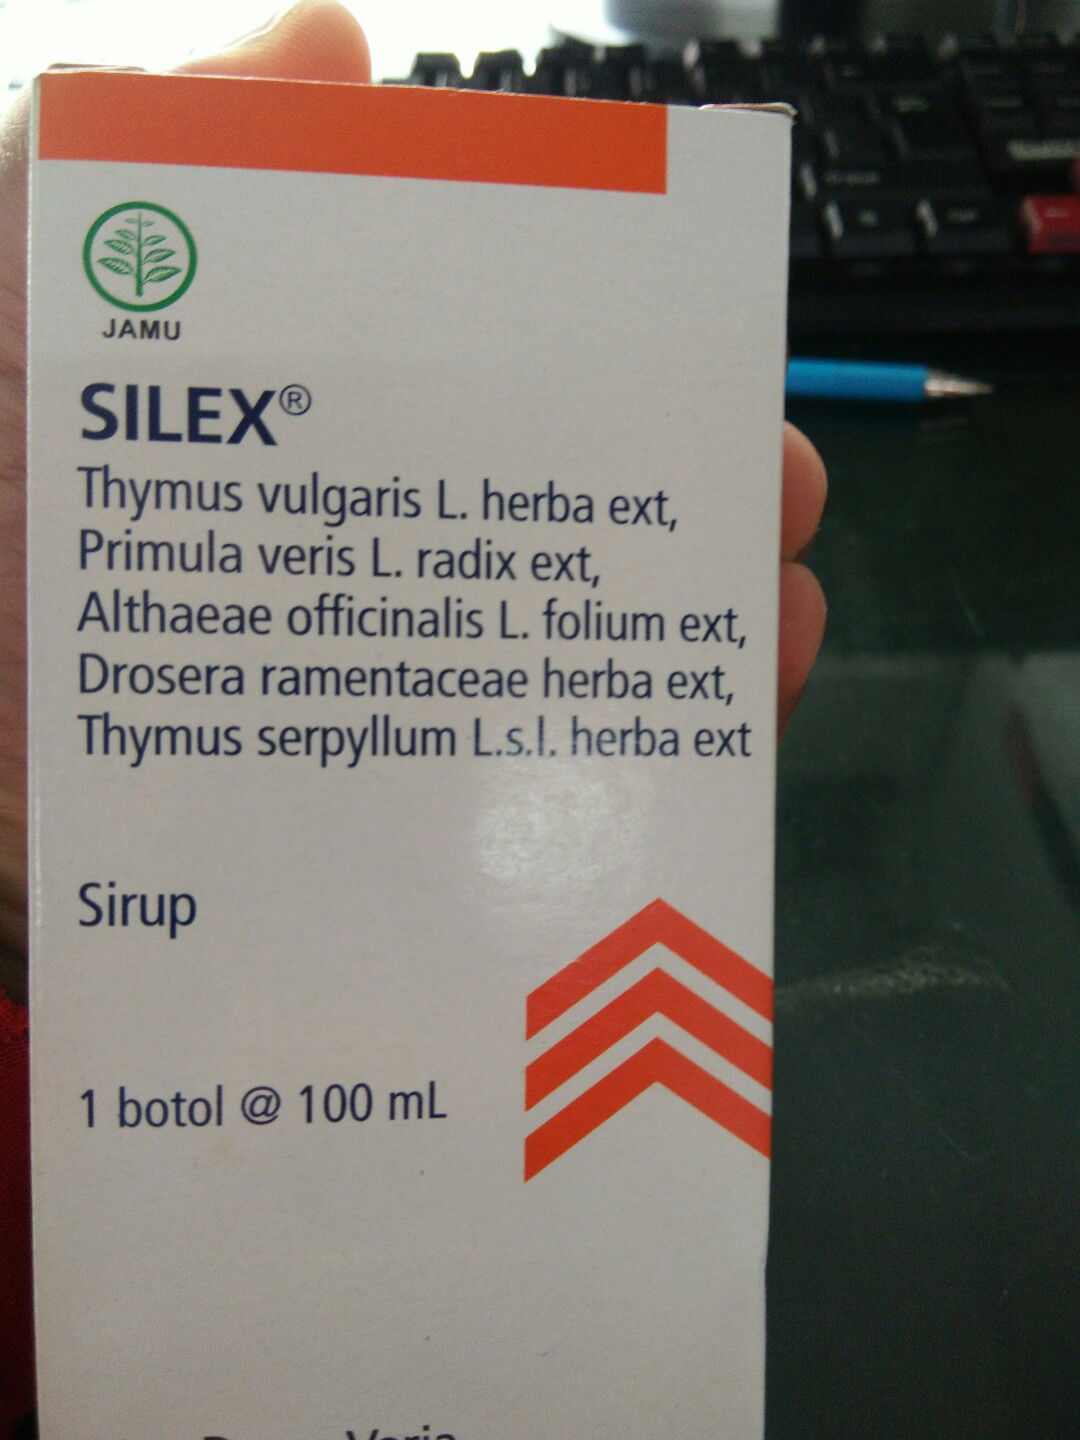 JAMU
SILEX®
Thymus vulgaris L. herba ext,
Primula veris L. radix ext,
Althaeae officinalis L. folium ext,
Drosera ramentaceae herba ext,
Thymus serpyllum L.s.l. herba ext
Sirup
1 botol @ 100 mL